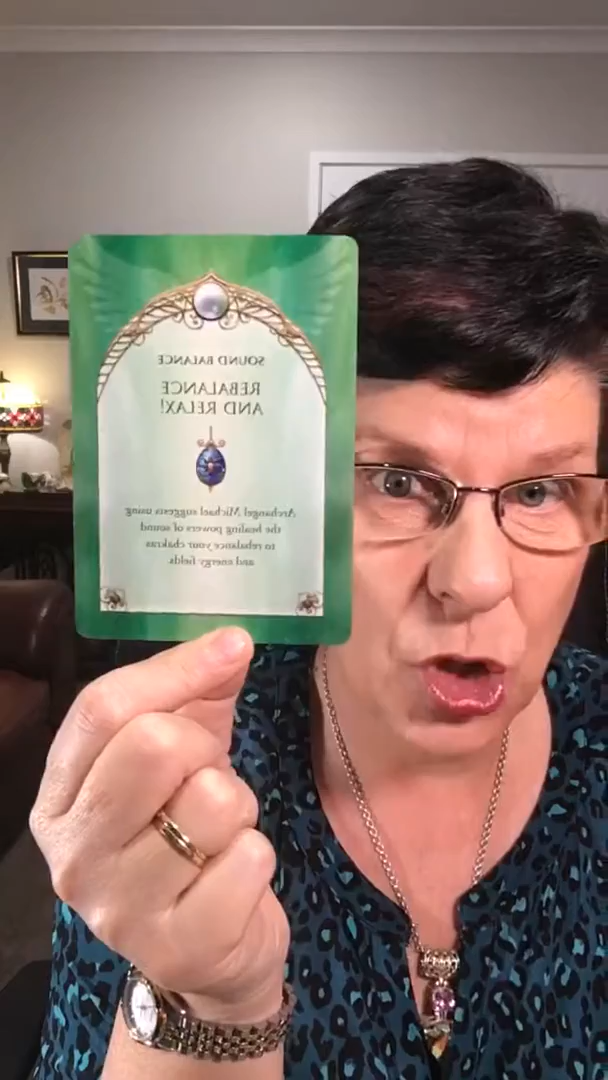 SOUND BALANCE
REBALANCE
AND RELAX!
Archangel Michael suggests using
the healing powers of sound
to rebalance your chakras
and energy fields.